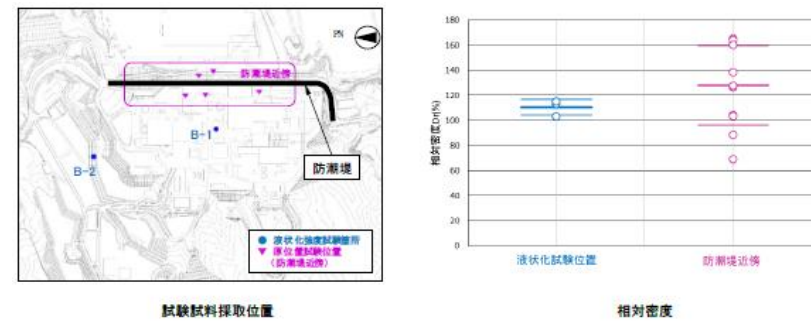 PN
防潮堤近傍
B-1
B-2
防潮堤
● 液状化強度試験箇所
▼ 原位置試験位置
(防潮堤近傍)
試験試料採取位置
180
160
140
120
100
80
60
40
20
0
相対密度Dr(%)
液状化試験位置
防潮堤近傍
相対密度